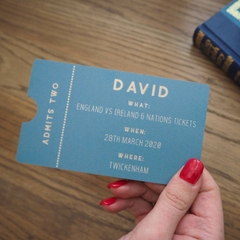 ADMITS TWO
DAVID
WHAT:
ENGLAND VS IRELAND 6 NATIONS TICKETS
WHEN:
28TH MARCH 2020
WHERE:
TWICKENHAM